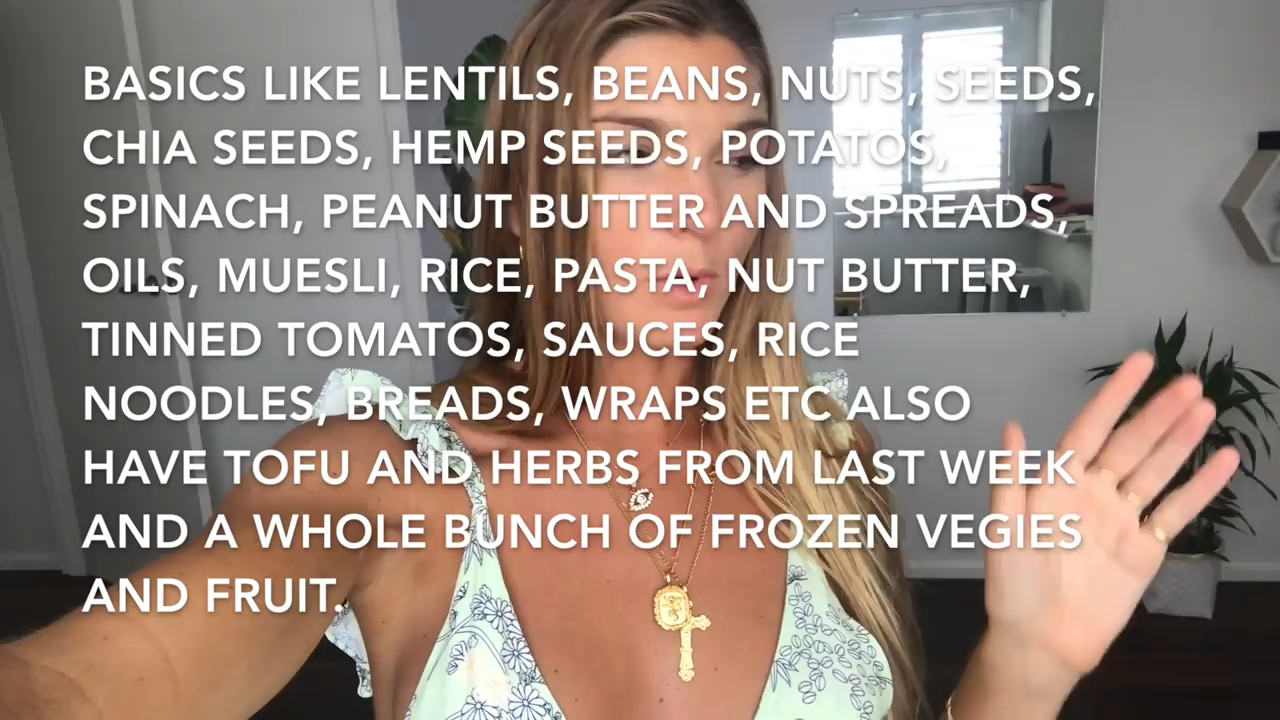 BASICS LIKE LENTILS, BEANS, NUTS, SEEDS,
CHIA SEEDS, HEMP SEEDS, POTATOS,
SPINACH, PEANUT BUTTER AND SPREADS,
OILS, MUESLI, RICE, PASTA, NUT BUTTER,
TINNED TOMATOS, SAUCES, RICE
NOODLES, BREADS, WRAPS ETC ALSO
HAVE TOFU AND HERBS FROM LAST WEEK
AND A WHOLE BUNCH OF FROZEN VEGIES
AND FRUIT.